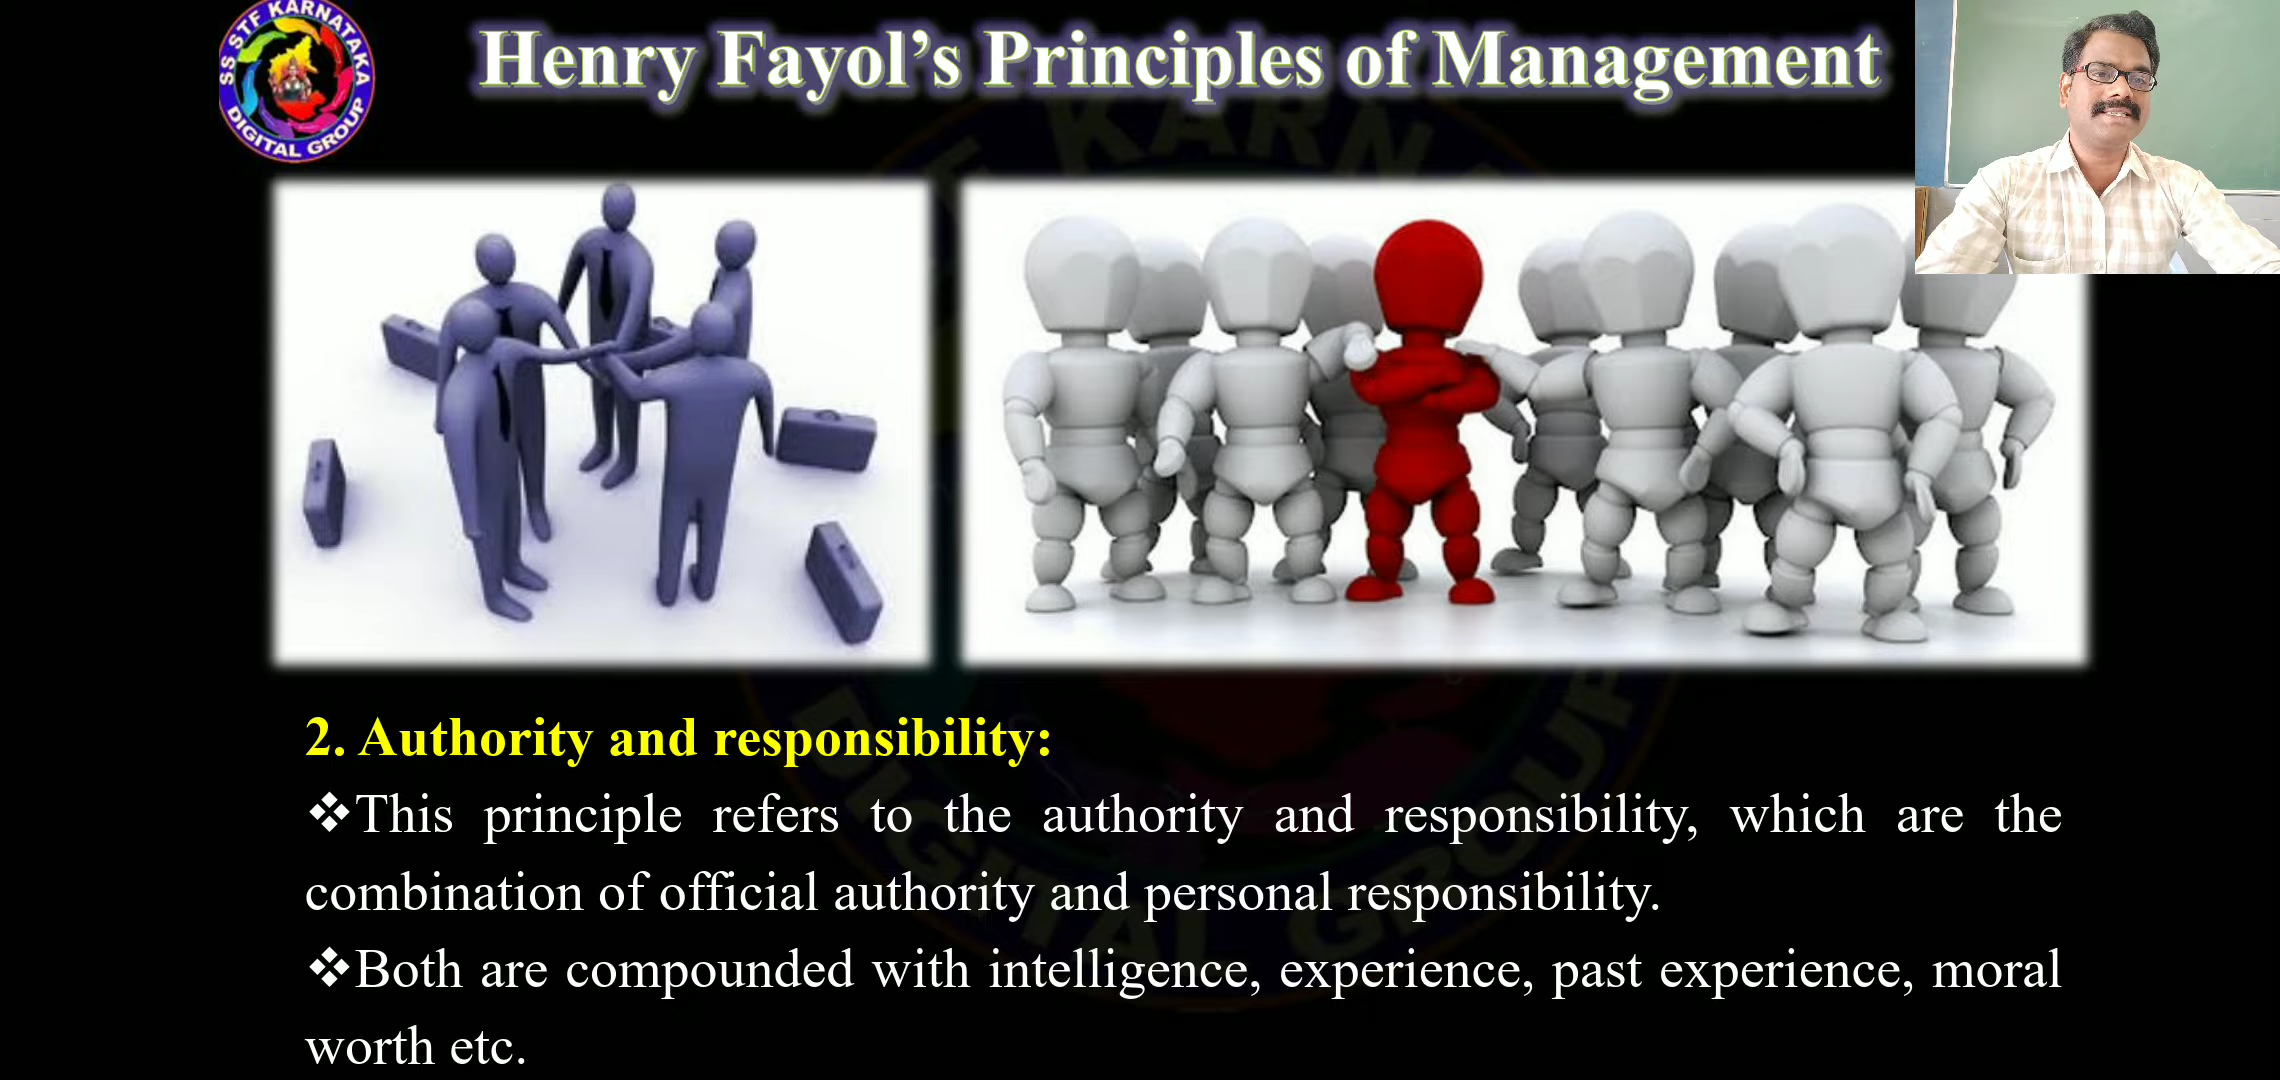 SS STF KARNATAKA
DIGITAL GROUP
Henry Fayol’s Principles of Management
2. Authority and responsibility:
❖This principle refers to the authority and responsibility, which are the
combination of official authority and personal responsibility.
❖Both are compounded with intelligence, experience, past experience, moral
worth etc.